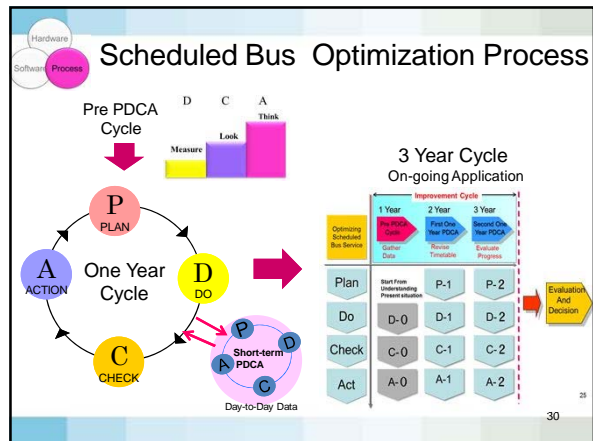 Hardware
Software
Process
Scheduled Bus Optimization Process
Pre PDCA
Cycle
D C A
Measure
Look
Think
P
PLAN
A
ACTION
One Year
Cycle
D
DO
C
CHECK
P
D
A
C
Short-term
PDCA
Day-to-Day Data
3 Year Cycle
On-going Application
Improvement Cycle
1 Year
2 Year
3 Year
Optimizing
Scheduled
Bus Service
Pre PDCA
Cycle
First One
Year PDCA
Second One
Year PDCA
Gather
Data
Revise
Timetable
Evaluate
Progress
Plan
Start From
Understanding
Present situation
P-1
P-2
Do
D-0
D-1
D-2
Check
C-0
C-1
C-2
Act
A-0
A-1
A-2
Evaluation
And
Decision
25
30